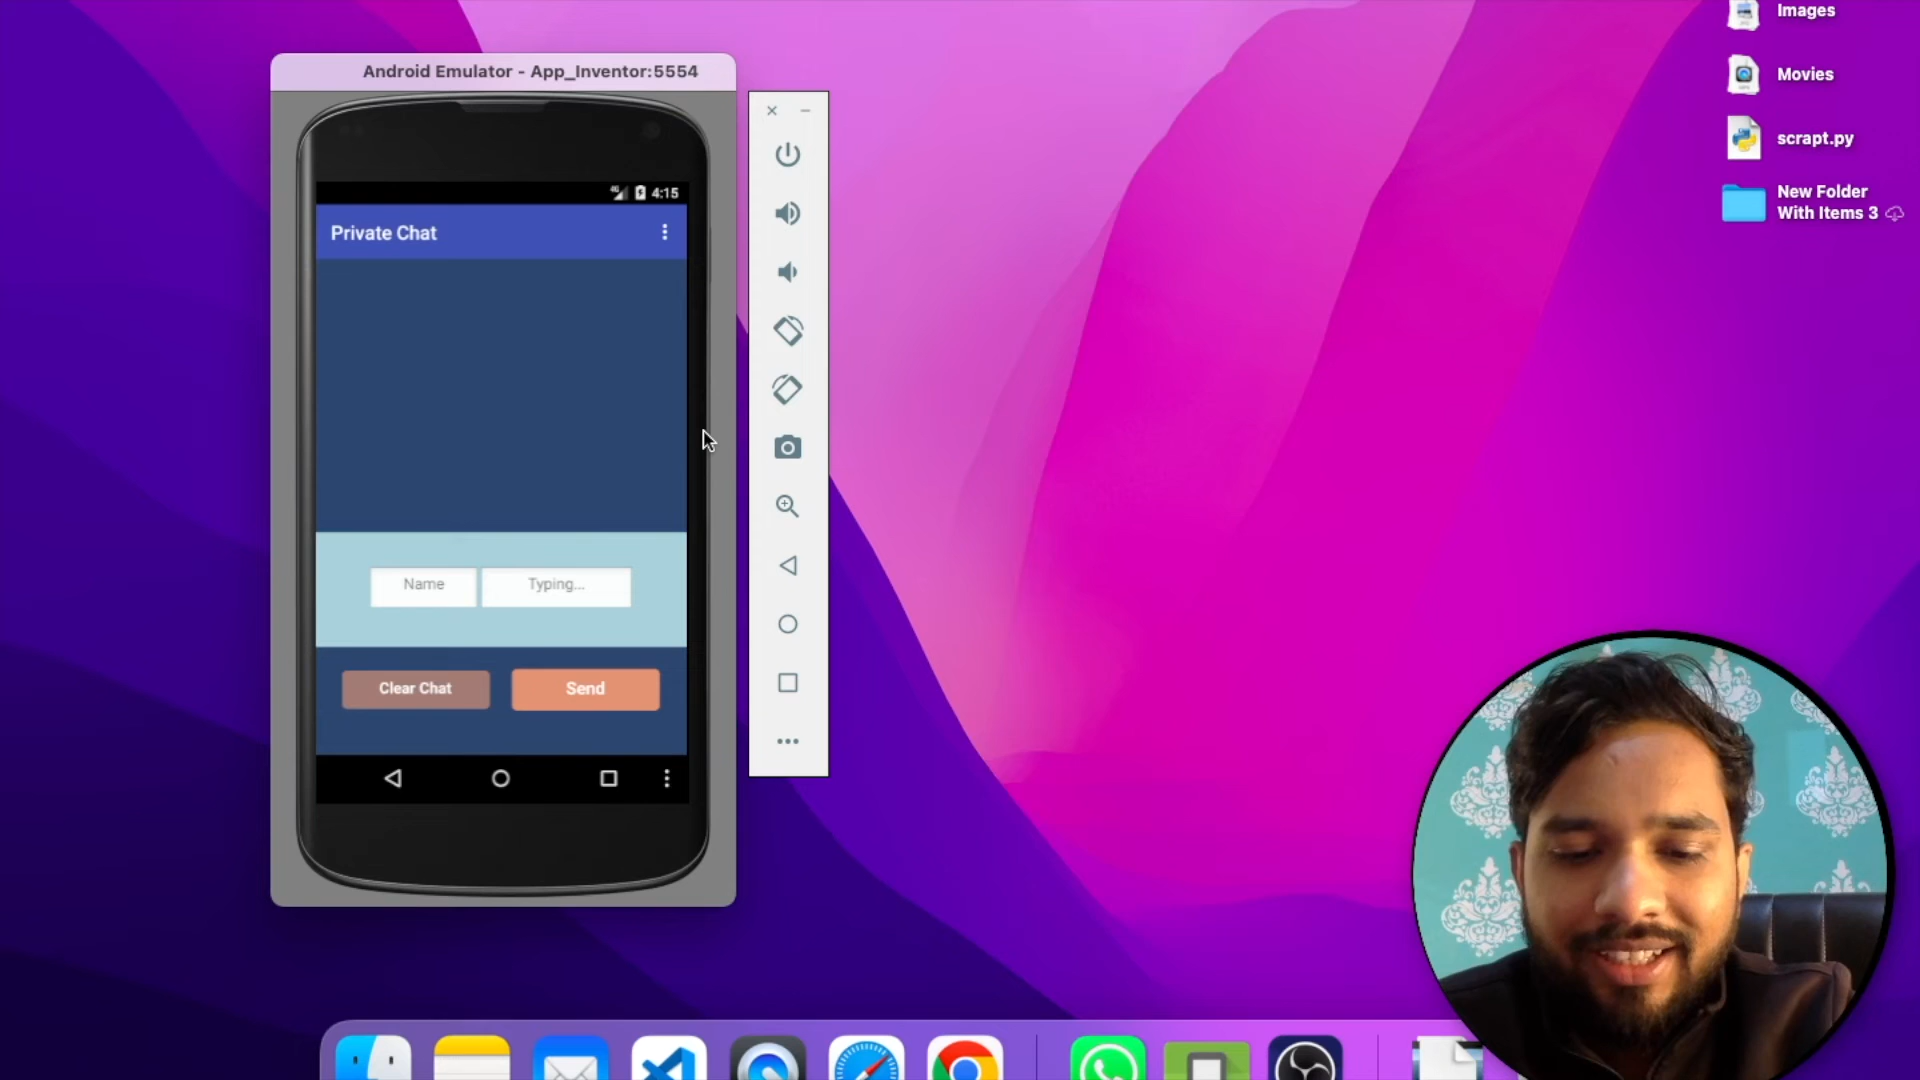 Images
Android Emulator - App_Inventor:5554
Movies
scrapt.py
4G
4:15
New Folder
With Items 3
Private Chat
Name
Typing...
Clear Chat
Send